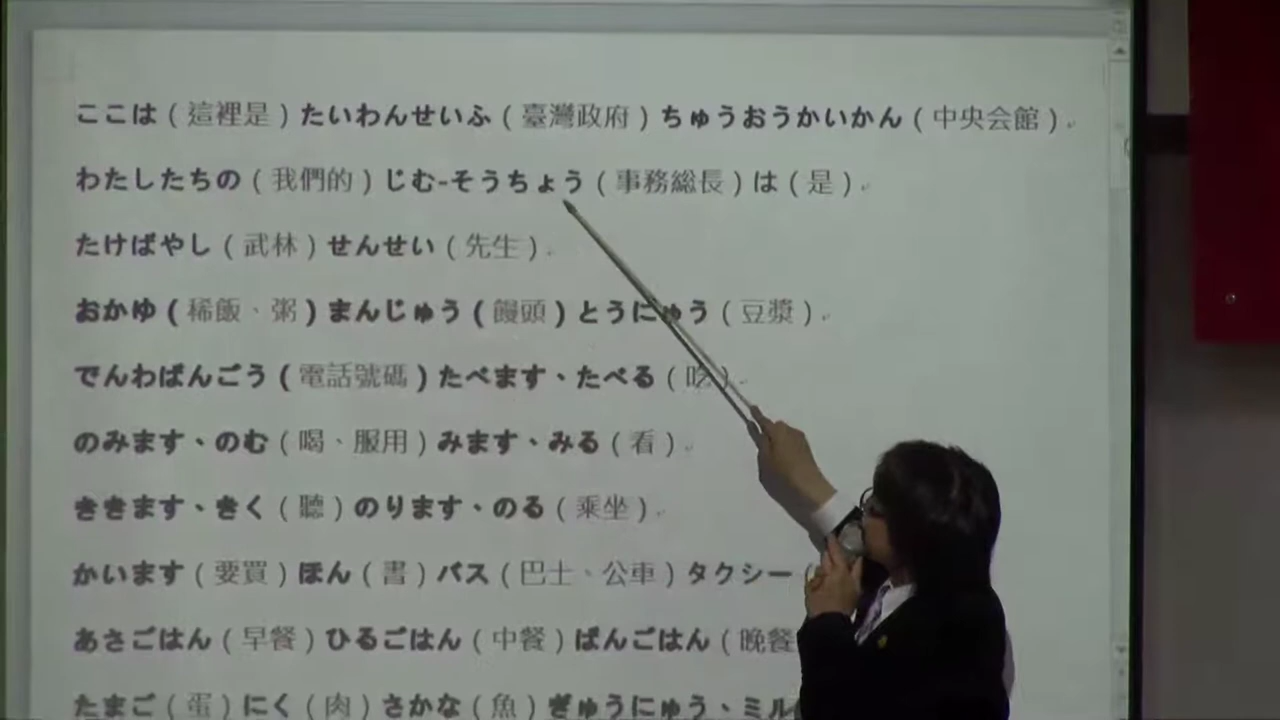 ここは（這裡是）たいわんせいふ（臺灣政府）ちゅうおうかいかん（中央会館）
わたしたちの（我們的）じむ-そうちょう（事務総長）は（是）
たけばやし（武林）せんせい（先生）
おかゆ(稀飯、粥)まんじゅう(饅頭)とうにゅう（豆漿）
でんわばんごう(電話號碼)たべます、たべる（吃）
のみます、のむ（喝、服用）みます、みる（看）
ききます、きく（聽）のります、のる（乘坐）
かいます（要買）ほん（書）バス（巴士、公車）タクシー（
あさごはん（早餐）ひるごはん（中餐）ばんごはん（晚餐
たまご（蛋）にく（肉）さかな（魚）ぎゅうにゅう、ミル